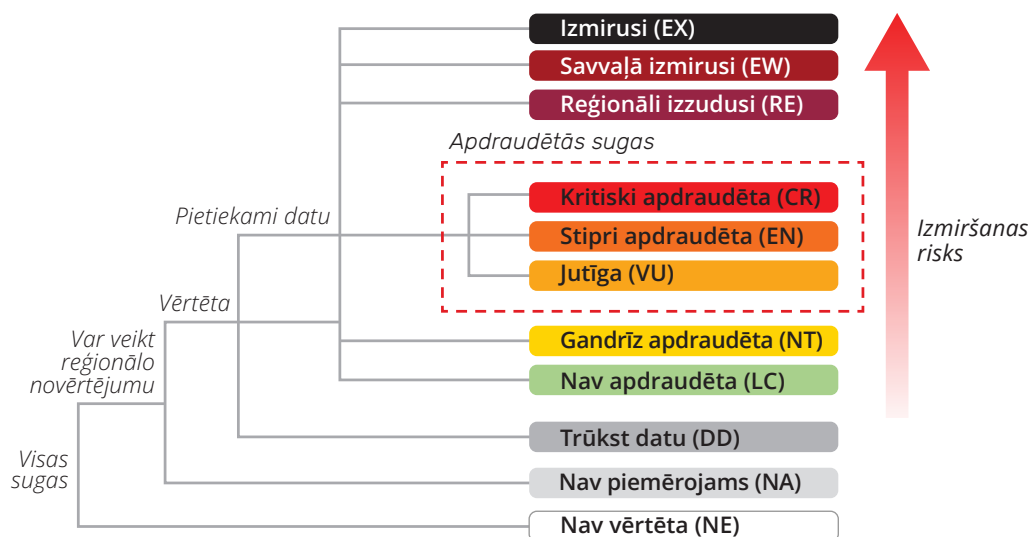 Izmirusi (EX)
Savvaļā izmirusi (EW)
Reģionāli izzudusi (RE)
Apdraudētās sugas
Kritiski apdraudēta (CR)
Stipri apdraudēta (EN)
Jutīga (VU)
Izmiršanas
risks
Pietiekami datu
Vērtēta
Var veikt
reģionālo
novērtējumu
Visas
sugas
Gandrīz apdraudēta (NT)
Nav apdraudēta (LC)
Trūkst datu (DD)
Nav piemērojams (NA)
Nav vērtēta (NE)